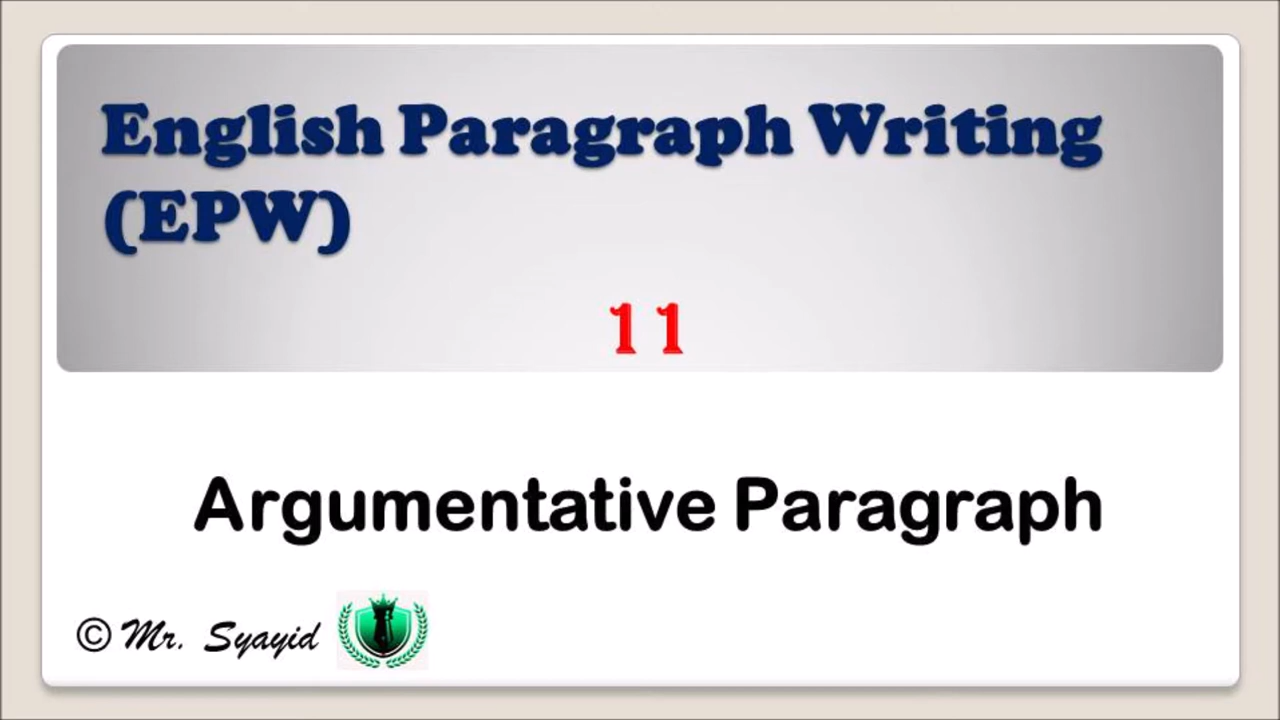 English Paragraph Writing
(EPW)
11
Argumentative Paragraph
© Mr. Syayid